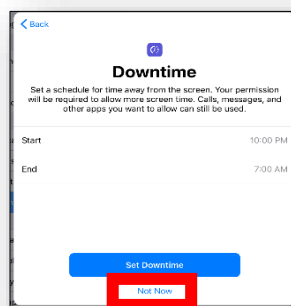 Back
Downtime
Set a schedule for time away from the screen. Your permission
will be required to allow more screen time. Calls, messages, and
other apps you want to allow can still be used.
Start 10:00 PM
End 7:00 AM
Set Downtime
Not Now